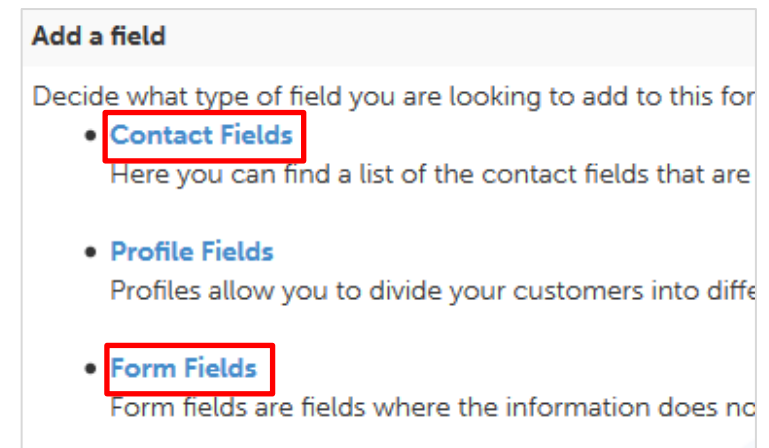 Add a field
Decide what type of field you are looking to add to this for
• Contact Fields
Here you can find a list of the contact fields that are
• Profile Fields
Profiles allow you to divide your customers into diffe
• Form Fields
Form fields are fields where the information does no